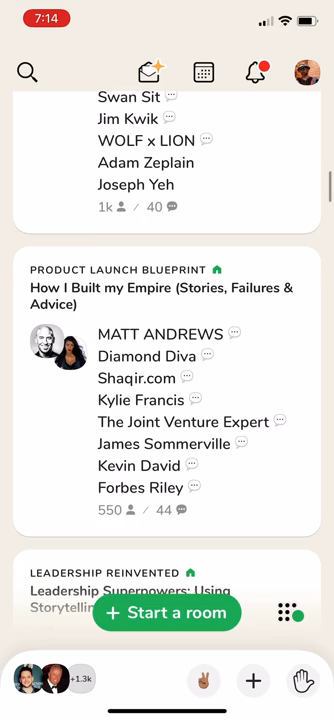 7:14
Swan Sit
Jim Kwik
WOLF x LION
Adam Zeplain
Joseph Yeh
1k / 40
PRODUCT LAUNCH BLUEPRINT
How I Built my Empire (Stories, Failures &
Advice)
MATT ANDREWS
Diamond Diva
Shaqir.com
Kylie Francis
The Joint Venture Expert
James Sommerville
Kevin David
Forbes Riley
550 / 44
LEADERSHIP REINVENTED
Leadership Superpowers: Using
Storytellin
+ Start a room
+1.3k